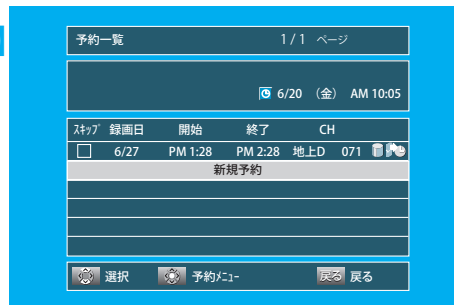 予約一覧 1/1 ページ
6/20 (金) AM 10:05
スキップ 録画日 開始 終了 CH
6/27 PM 1:28 PM 2:28 地上D 071
新規予約
選択 予約メニュー 戻る 戻る